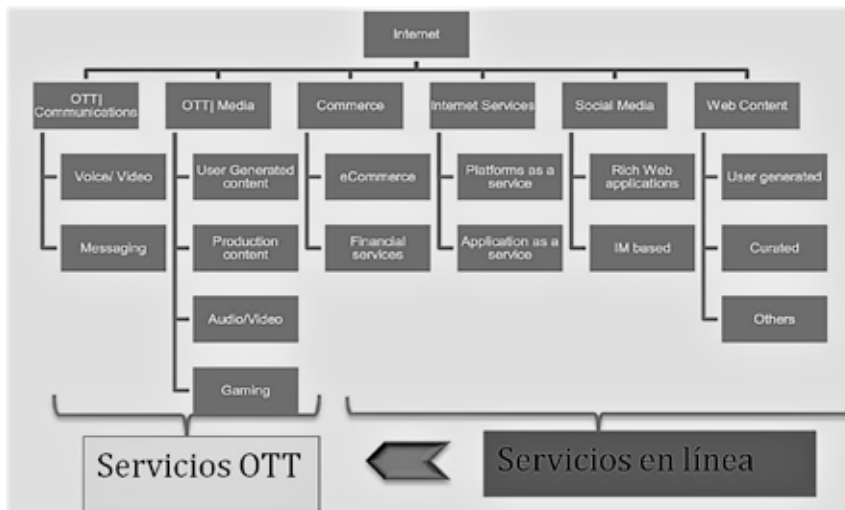 Internet
OTT|
Communications
OTT| Media
Commerce
Internet Services
Social Media
Web Content
Voice/ Video
User Generated
content
eCommerce
Platforms as a
service
Rich Web
applications
User generated
Messaging
Production
content
Financial
services
Application as a
service
IM based
Curated
Audio/Video
Others
Gaming
Servicios OTT
Servicios en línea